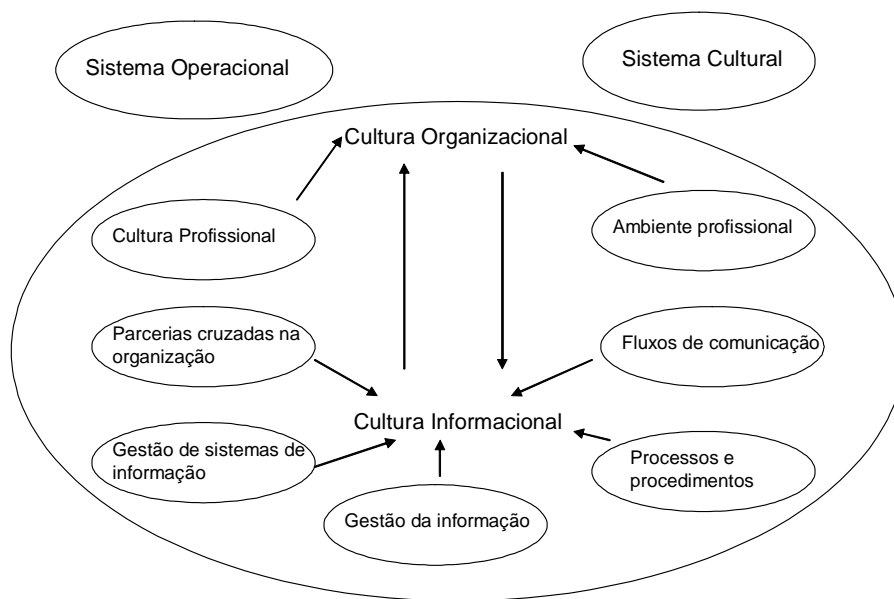 Sistema Operacional
Sistema Cultural
Cultura Organizacional
Cultura Profissional
Ambiente profissional
Parcerias cruzadas na
organização
Fluxos de comunicação
Cultura Informacional
Gestão de sistemas de
informação
Processos e
procedimentos
Gestão da informação